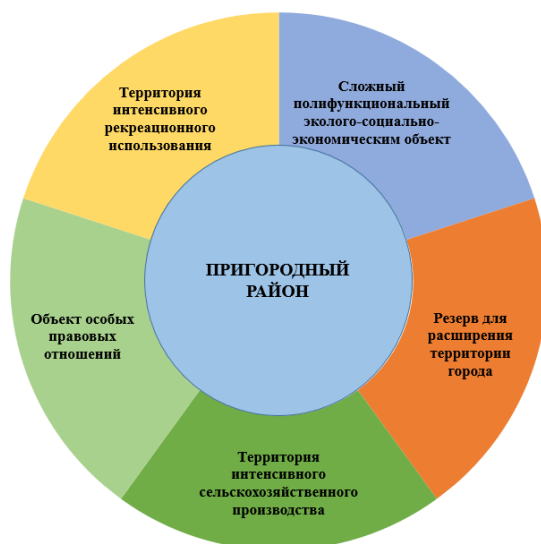 Территория
интенсивного
рекреационного
использования
Сложный
полифункциональный
эколого-социально-
экономическим объект
ПРИГОРОДНЫЙ
РАЙОН
Объект особых
правовых
отношений
Резерв для
расширения
территории
города
Территория
интенсивного
сельскохозяйственного
производства